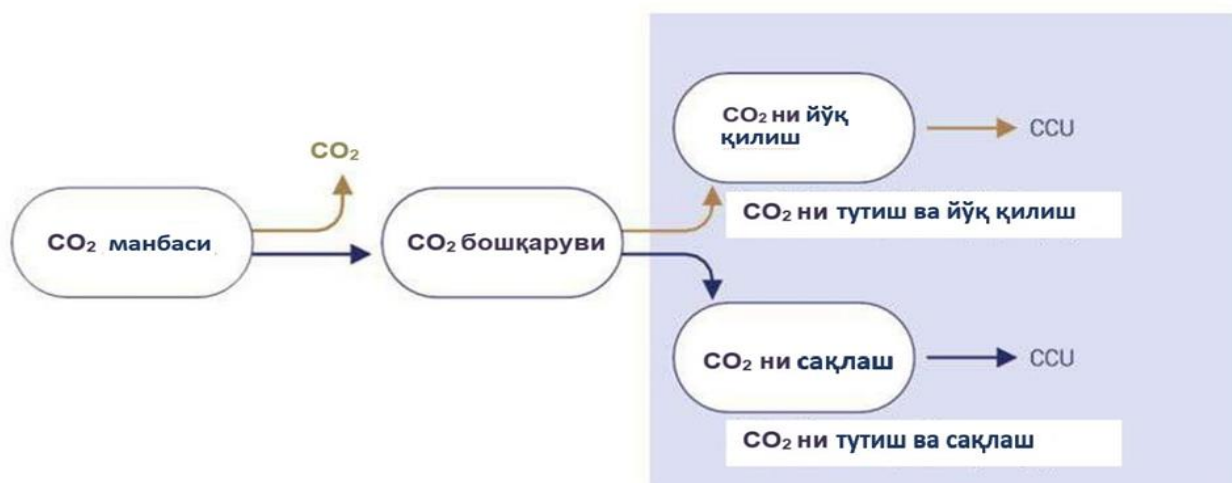 CO₂ манбаси
CO₂
CO₂ бошқаруви
CO₂ ни йўқ
қилиш
CCU
CO₂ ни тутиш ва йўқ қилиш
CO₂ ни сақлаш
CCU
CO₂ ни тутиш ва сақлаш